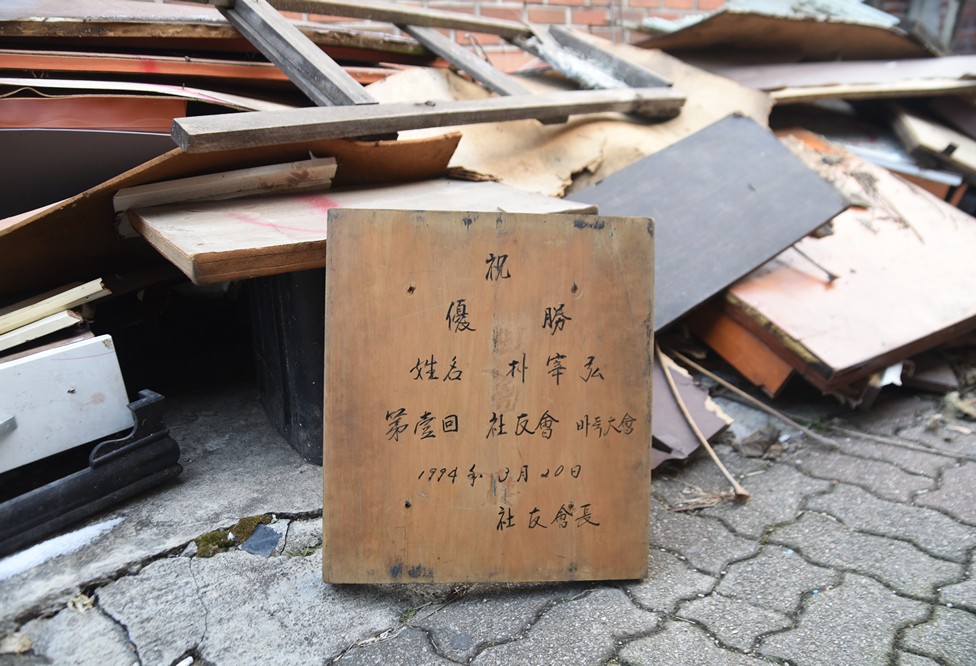 祝
優 勝
姓名 朴宰弘
第壹回 社友會 바둑大會
1994年 3月 20日
社友會長